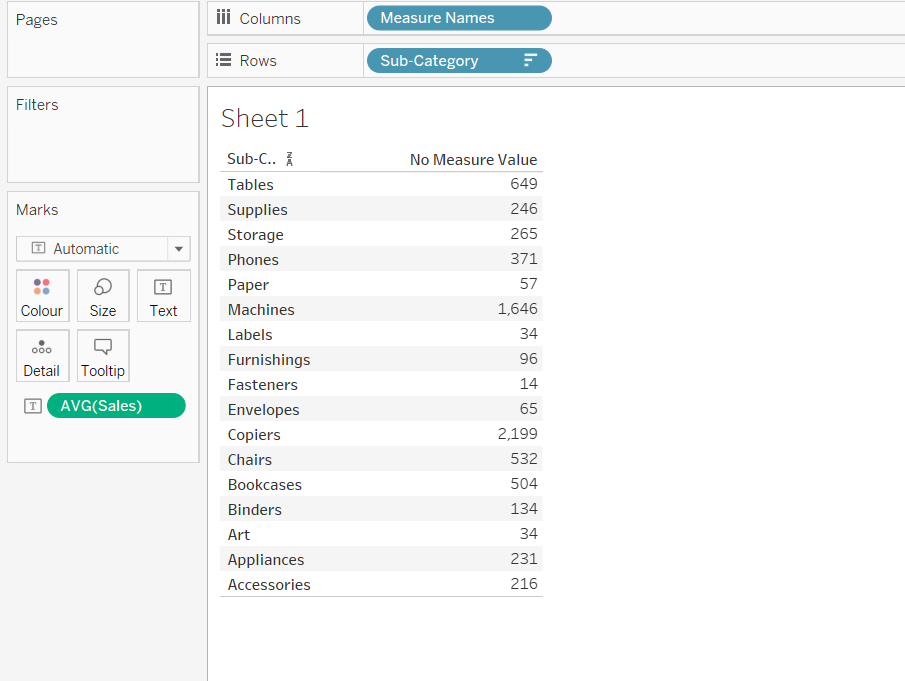 Pages
Columns Measure Names
Rows Sub-Category
Filters
Marks
T Automatic
Colour Size T Text
Detail Tooltip
T AVG(Sales)
Sheet 1
Sub-C.. Z A No Measure Value
Tables 649
Supplies 246
Storage 265
Phones 371
Paper 57
Machines 1,646
Labels 34
Furnishings 96
Fasteners 14
Envelopes 65
Copiers 2,199
Chairs 532
Bookcases 504
Binders 134
Art 34
Appliances 231
Accessories 216